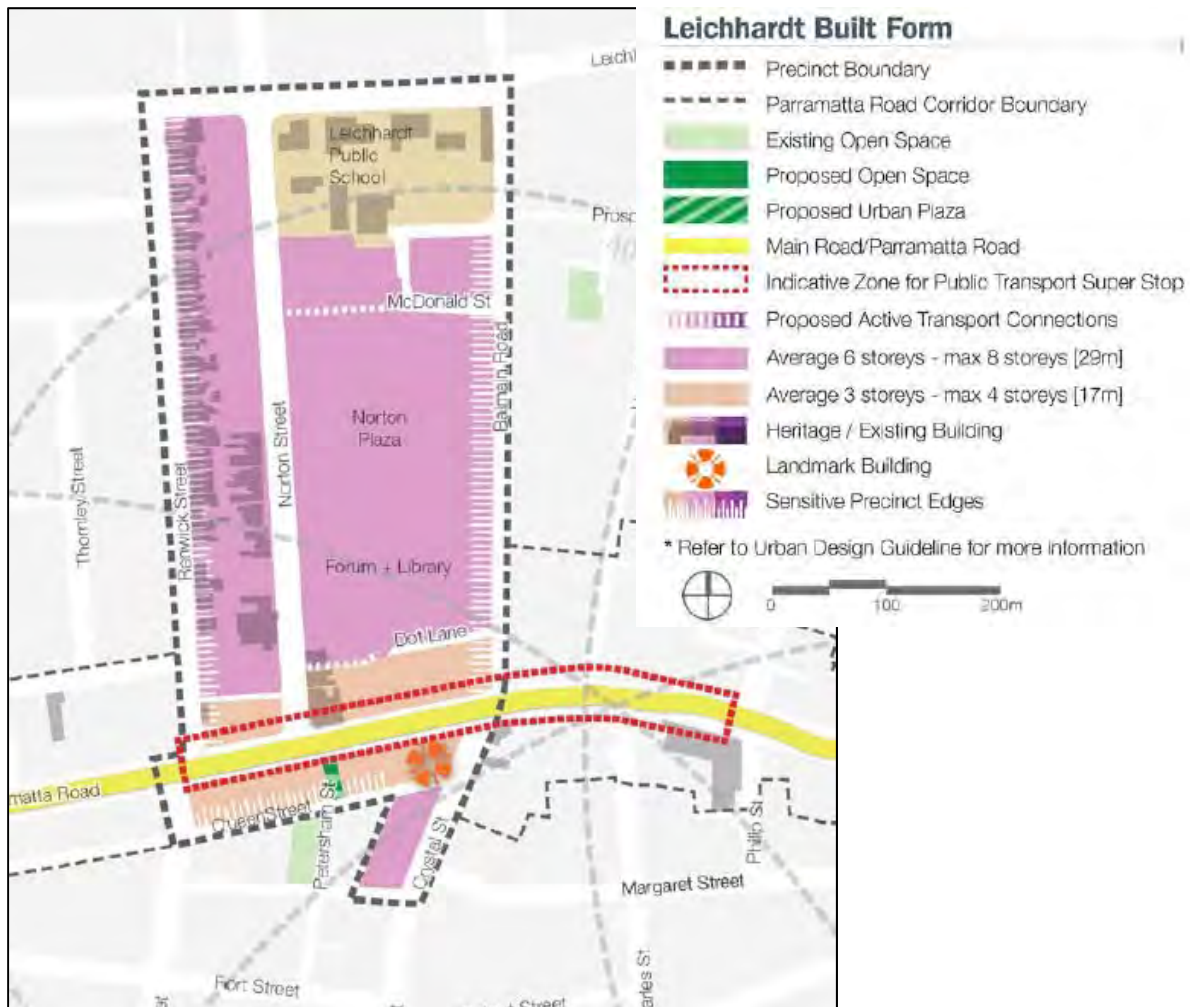 Leichhardt Built Form
Precinct Boundary
Parramatta Road Corridor Boundary
Existing Open Space
Proposed Open Space
Proposed Urban Plaza
Main Road/Parramatta Road
Indicative Zone for Public Transport Super Stop
Proposed Active Transport Connections
Average 6 storeys - max 8 storeys [29m]
Average 3 storeys - max 4 storeys [17m]
Heritage / Existing Building
Landmark Building
Sensitive Precinct Edges
* Refer to Urban Design Guideline for more information
0 100 200m
Leichh
Leichhardt
Public
School
Prosp
McDonald St
Balmain Road
Norton
Plaza
Norton Street
Thornley Street
Renwick Street
Forum + Library
Dot Lane
matta Road
Queen Street
Petersham St
Crystal St
Phillip St
Margaret Street
Fort Street
arles St